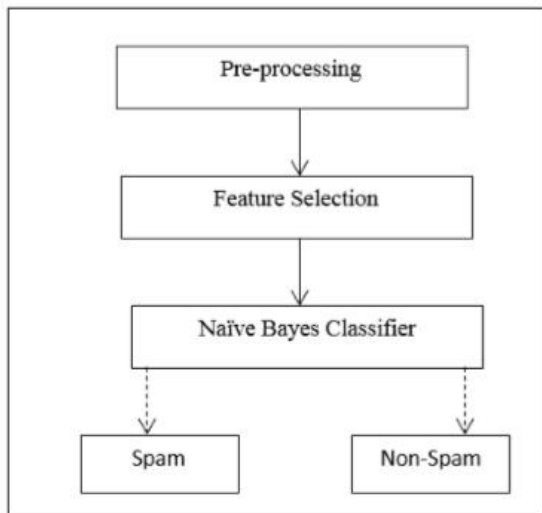 Pre-processing
Feature Selection
Naïve Bayes Classifier
Spam
Non-Spam